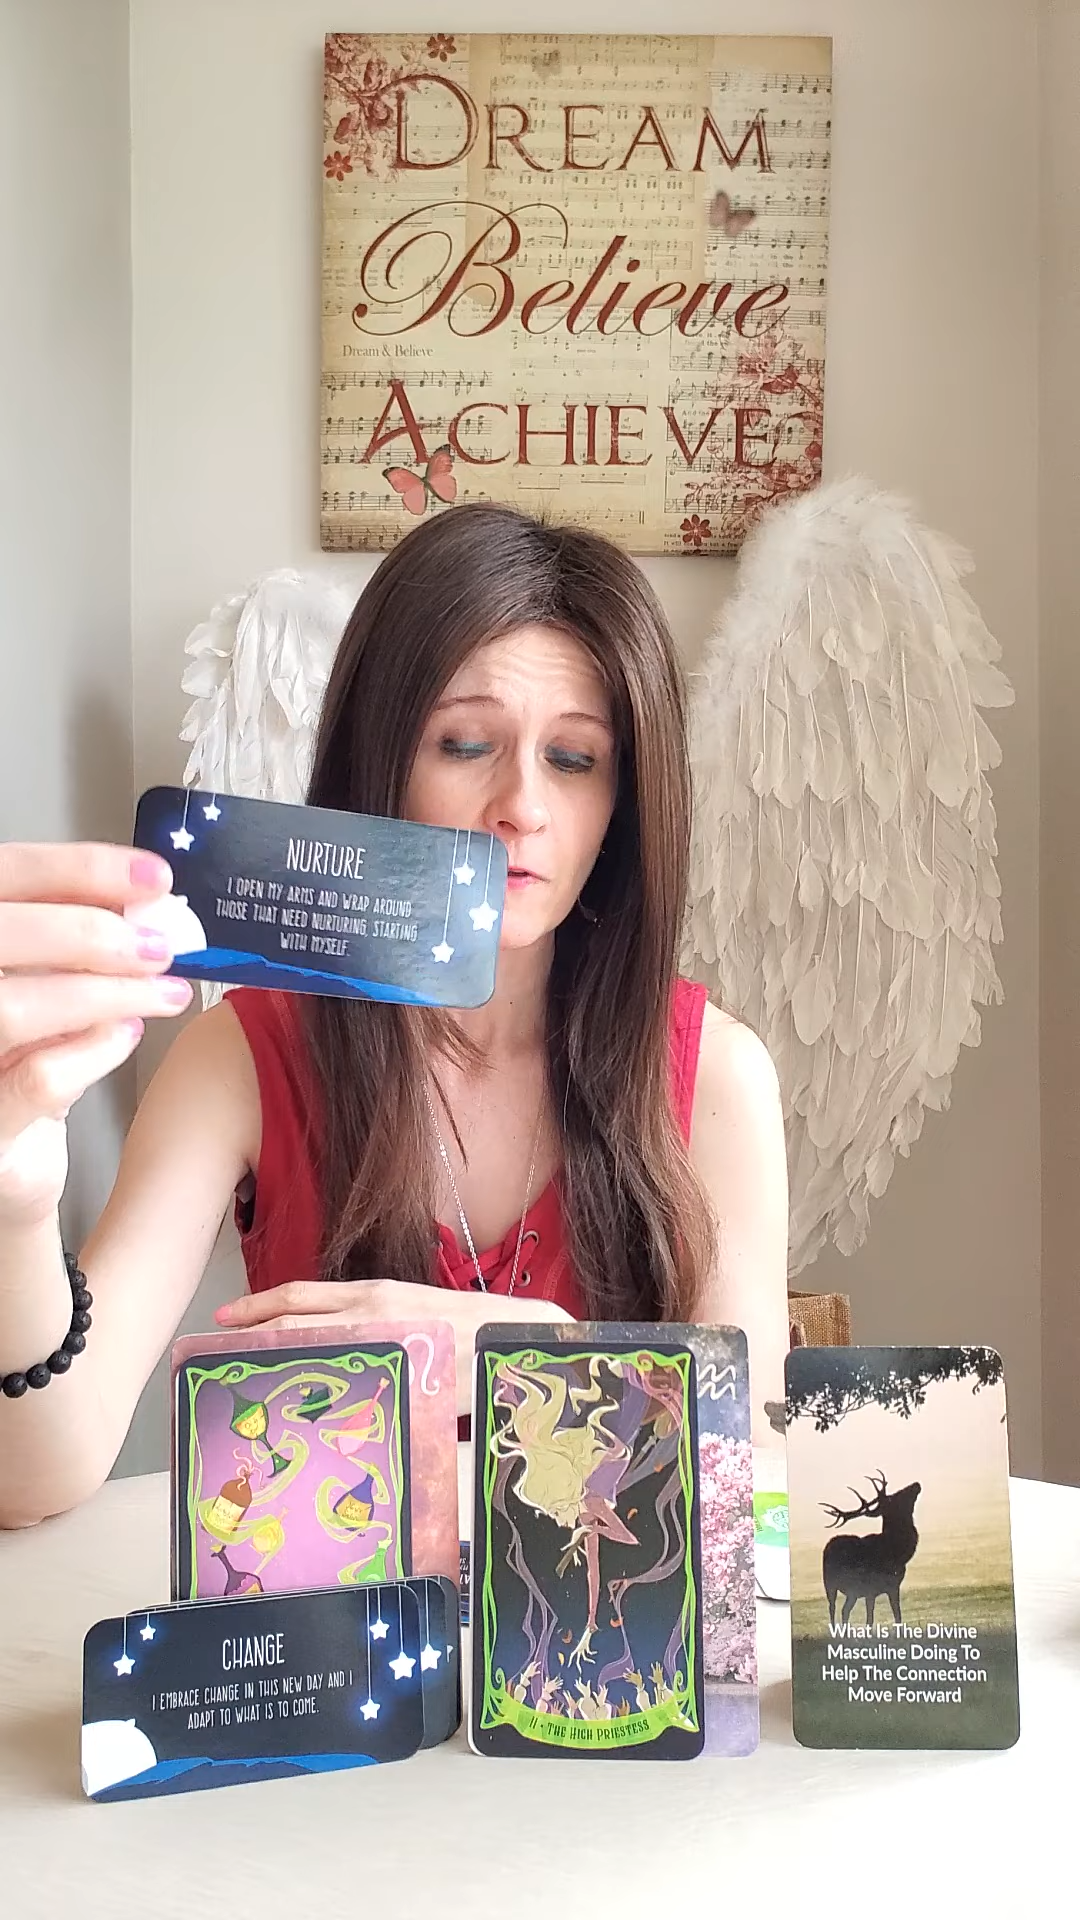 DREAM
Believe
Dream & Believe
ACHIEVE
NURTURE
I OPEN MY ARMS AND WRAP AROUND
THOSE THAT NEED NURTURING, STARTING
WITH MYSELF.
CHANGE
I EMBRACE CHANGE IN THIS NEW DAY AND I
ADAPT TO WHAT IS TO COME.
II • THE HIGH PRIESTESS
What Is The Divine
Masculine Doing To
Help The Connection
Move Forward